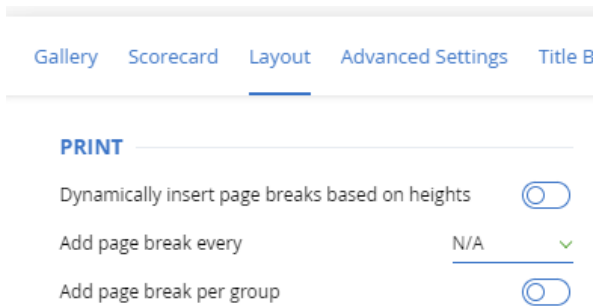 Gallery Scorecard Layout Advanced Settings Title B
PRINT
Dynamically insert page breaks based on heights
Add page break every N/A
Add page break per group